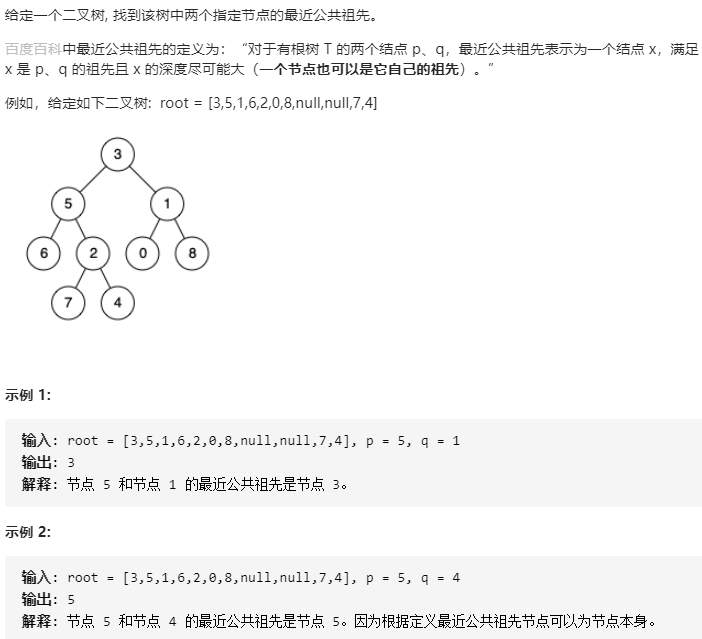 给定一个二叉树, 找到该树中两个指定节点的最近公共祖先。
百度百科中最近公共祖先的定义为：“对于有根树 T 的两个结点 p、q，最近公共祖先表示为一个结点 x，满足
x 是 p、q 的祖先且 x 的深度尽可能大（一个节点也可以是它自己的祖先）。”
例如，给定如下二叉树:  root = [3,5,1,6,2,0,8,null,null,7,4]
3
5 1
6 2 0 8
7 4
示例 1:
输入: root = [3,5,1,6,2,0,8,null,null,7,4], p = 5, q = 1
输出: 3
解释: 节点 5 和节点 1 的最近公共祖先是节点 3。
示例 2:
输入: root = [3,5,1,6,2,0,8,null,null,7,4], p = 5, q = 4
输出: 5
解释: 节点 5 和节点 4 的最近公共祖先是节点 5。因为根据定义最近公共祖先节点可以为节点本身。